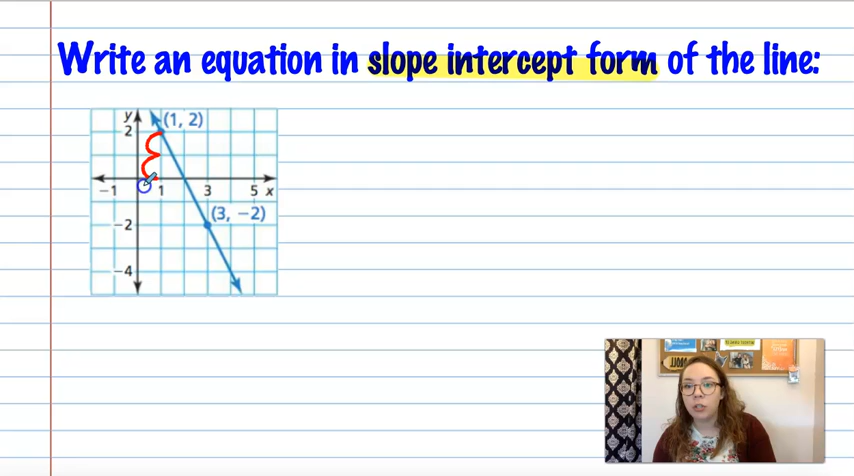 Write an equation in slope intercept form of the line:
y
(1, 2)
2
-1 1 3 5 x
(3, −2)
-2
-4